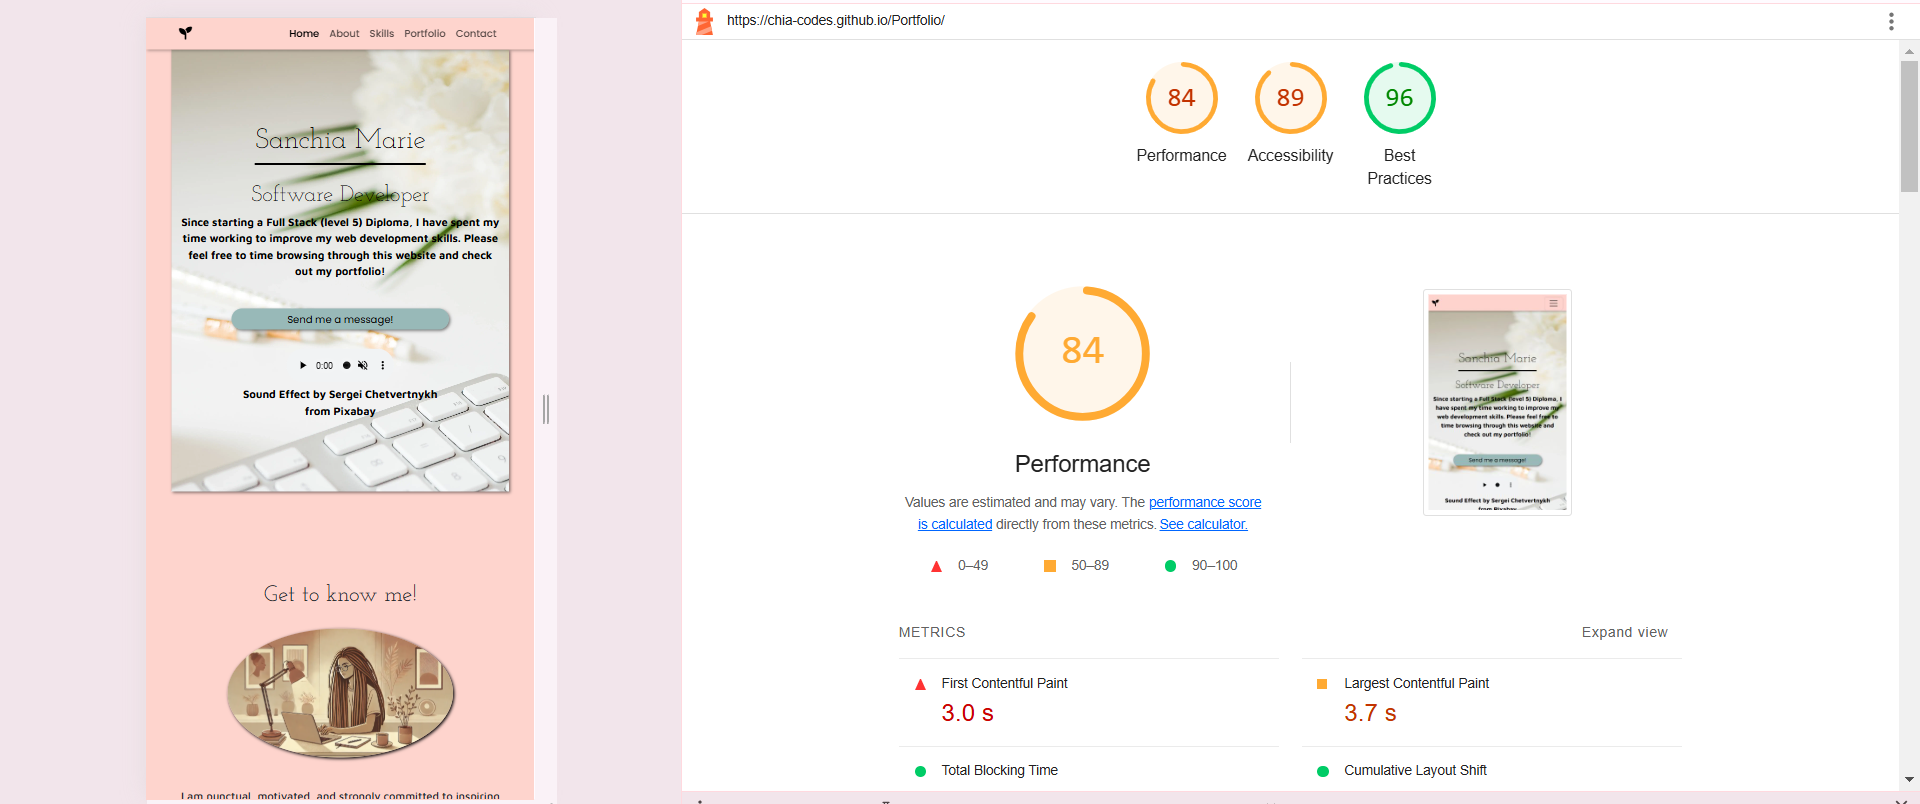 Home About Skills Portfolio Contact
Sanchia Marie
Software Developer
Since starting a Full Stack (level 5) Diploma, I have spent my
time working to improve my web development skills. Please
feel free to time browsing through this website and check
out my portfolio!
Send me a message!
0:00
Sound Effect by Sergei Chetvertnykh
from Pixabay
Get to know me!
I am punctual, motivated, and strongly committed to inspiring
https://chia-codes.github.io/Portfolio/
84 89 96
Performance Accessibility Best
Practices
84
Performance
Values are estimated and may vary. The performance score
is calculated directly from these metrics. See calculator.
0–49 50–89 90–100
Sanchia Marie
Software Developer
Since starting a Full Stack (level 5) Diploma, I
have spent my time working to improve my
web development skills. Please feel free to
time browsing through this website and
check out my portfolio!
Send me a message!
Sound Effect by Sergei Chetvertnykh
from Pixabay
METRICS Expand view
First Contentful Paint
3.0 s
Largest Contentful Paint
3.7 s
Total Blocking Time
Cumulative Layout Shift